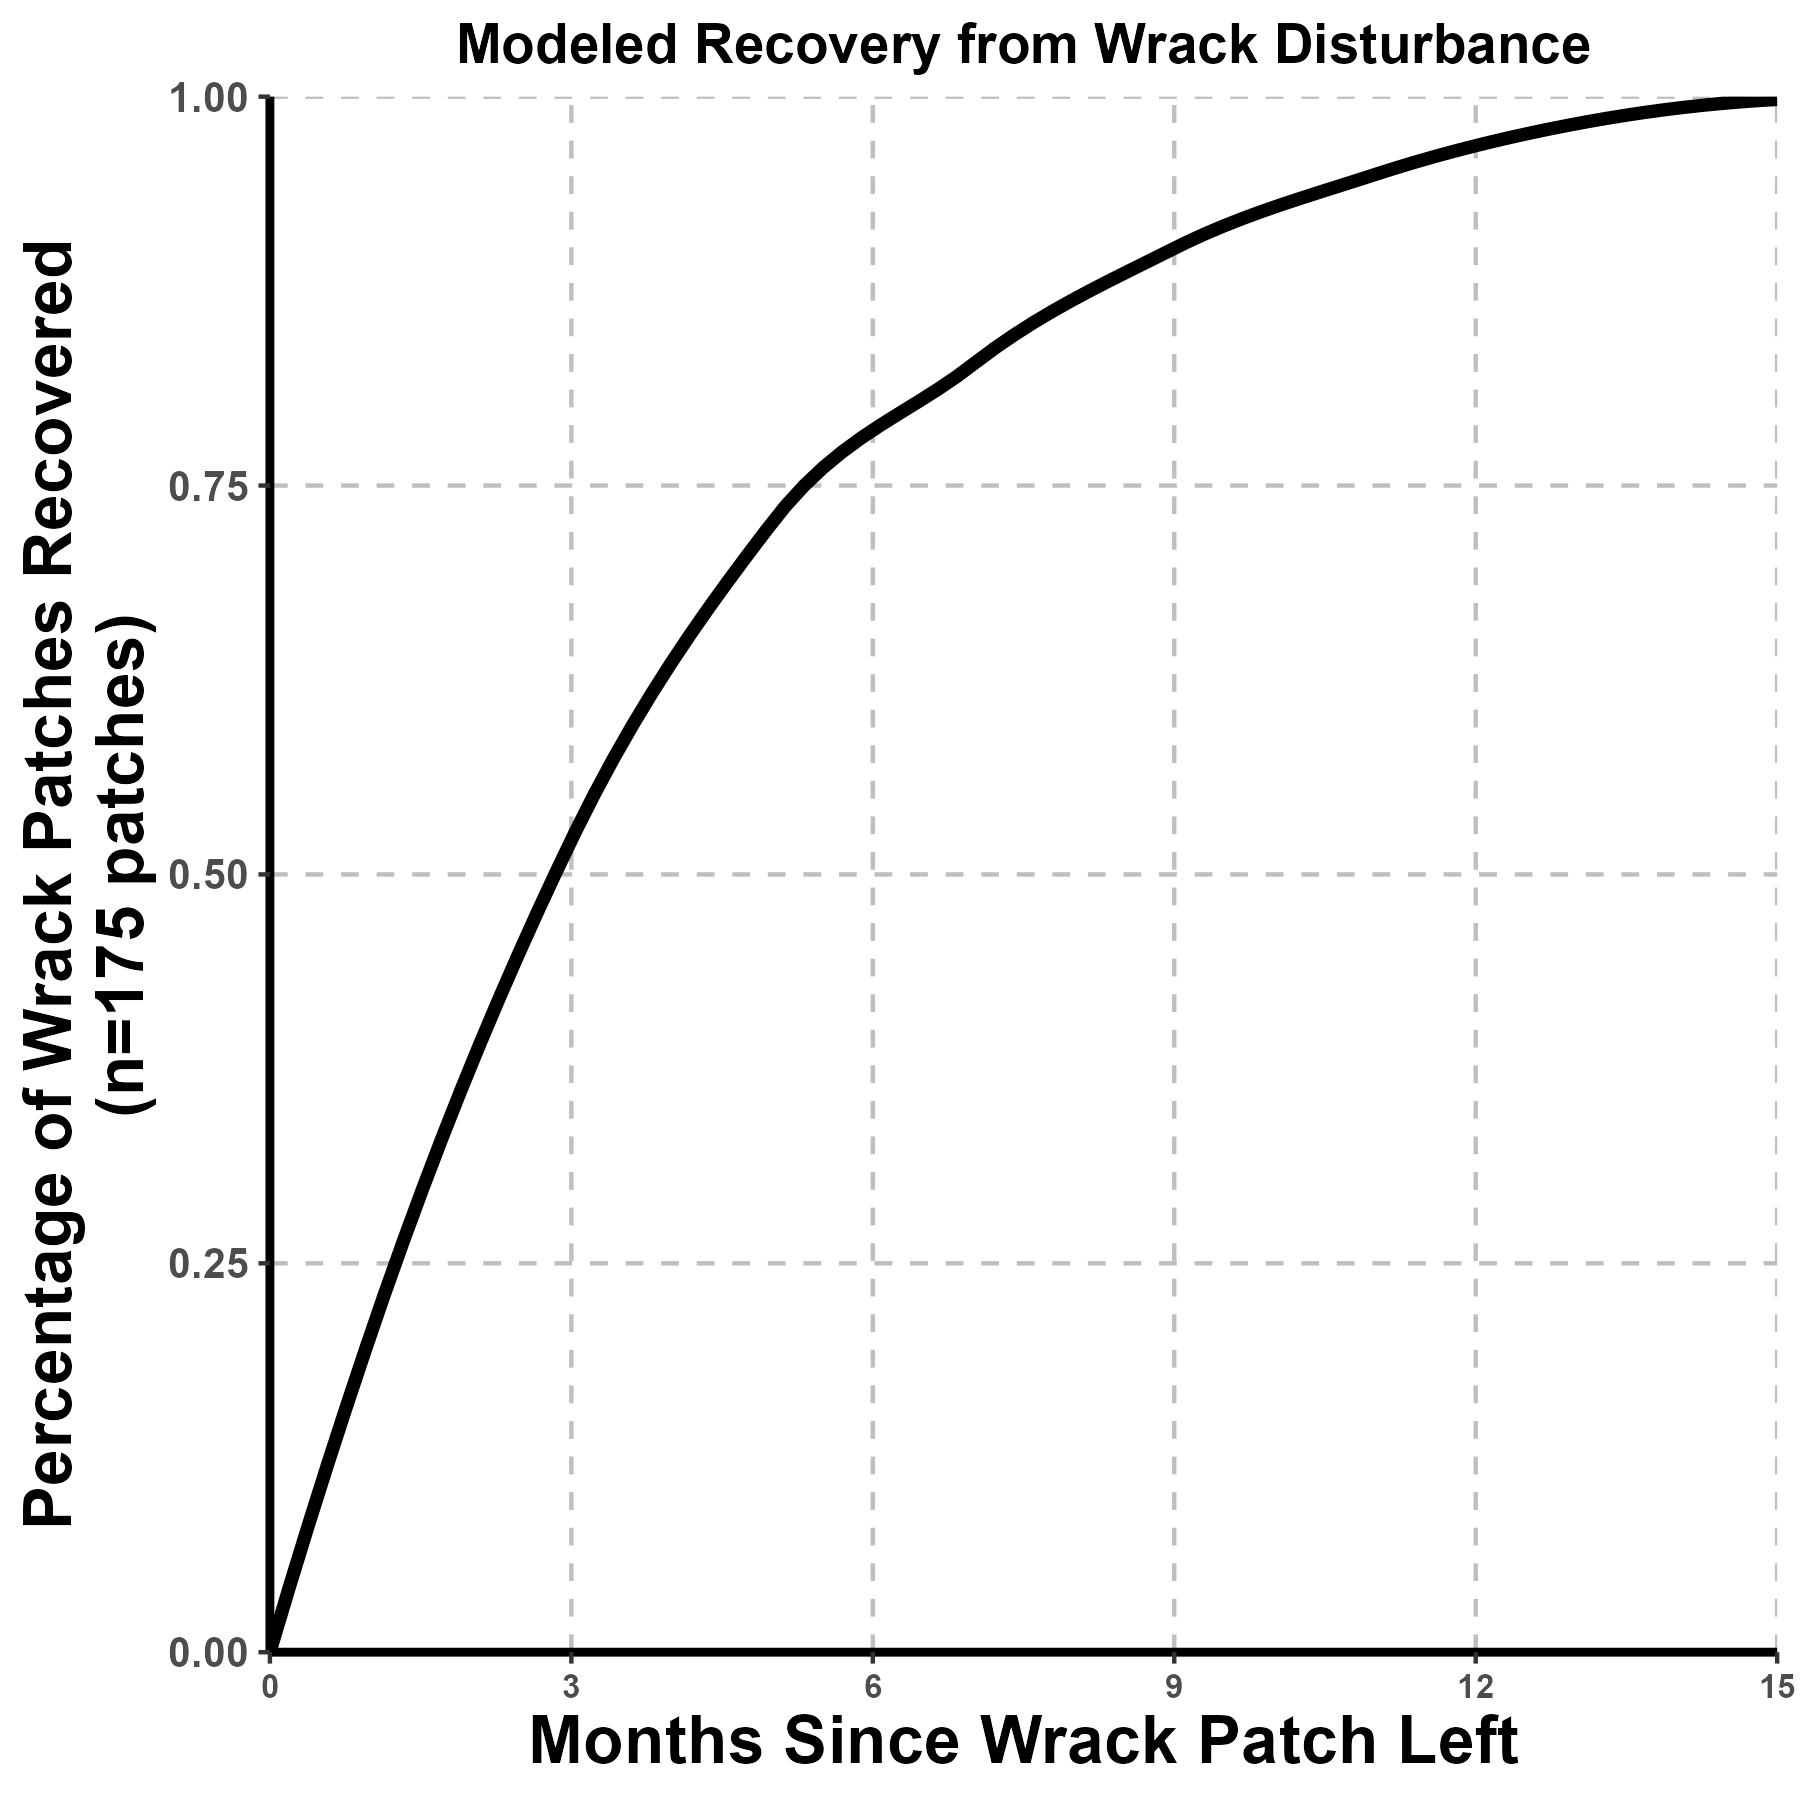 Modeled Recovery from Wrack Disturbance
Percentage of Wrack Patches Recovered
(n=175 patches)
1.00
0.75
0.50
0.25
0.00
0
3
6
9
12
15
Months Since Wrack Patch Left